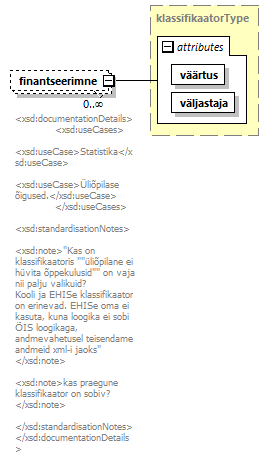 klassifikaatorType
attributes
finantseerimne
väärtus
väljastaja
0..∞
<xsd:documentationDetails>
<xsd:useCases>
<xsd:useCase>Statistika</x
sd:useCase>
<xsd:useCase>Üliõpilase
õigused.</xsd:useCase>
</xsd:useCases>
<xsd:standardisationNotes>
<xsd:note>"Kas on
klassifikaatoris ""üliõpilane ei
hüvita õppekulusid"" on vaja
nii palju valikuid?
Kooli ja EHISe klassifikaator
on erinevad. EHISe oma ei
kasuta, kuna loogika ei sobi
ÕIS loogikaga,
andmevahetusel teisendame
andmeid xml-i jaoks"
</xsd:note>
<xsd:note>kas praegune
klassifikaator on sobiv?
</xsd:note>
</xsd:standardisationNotes>
</xsd:documentationDetails
>